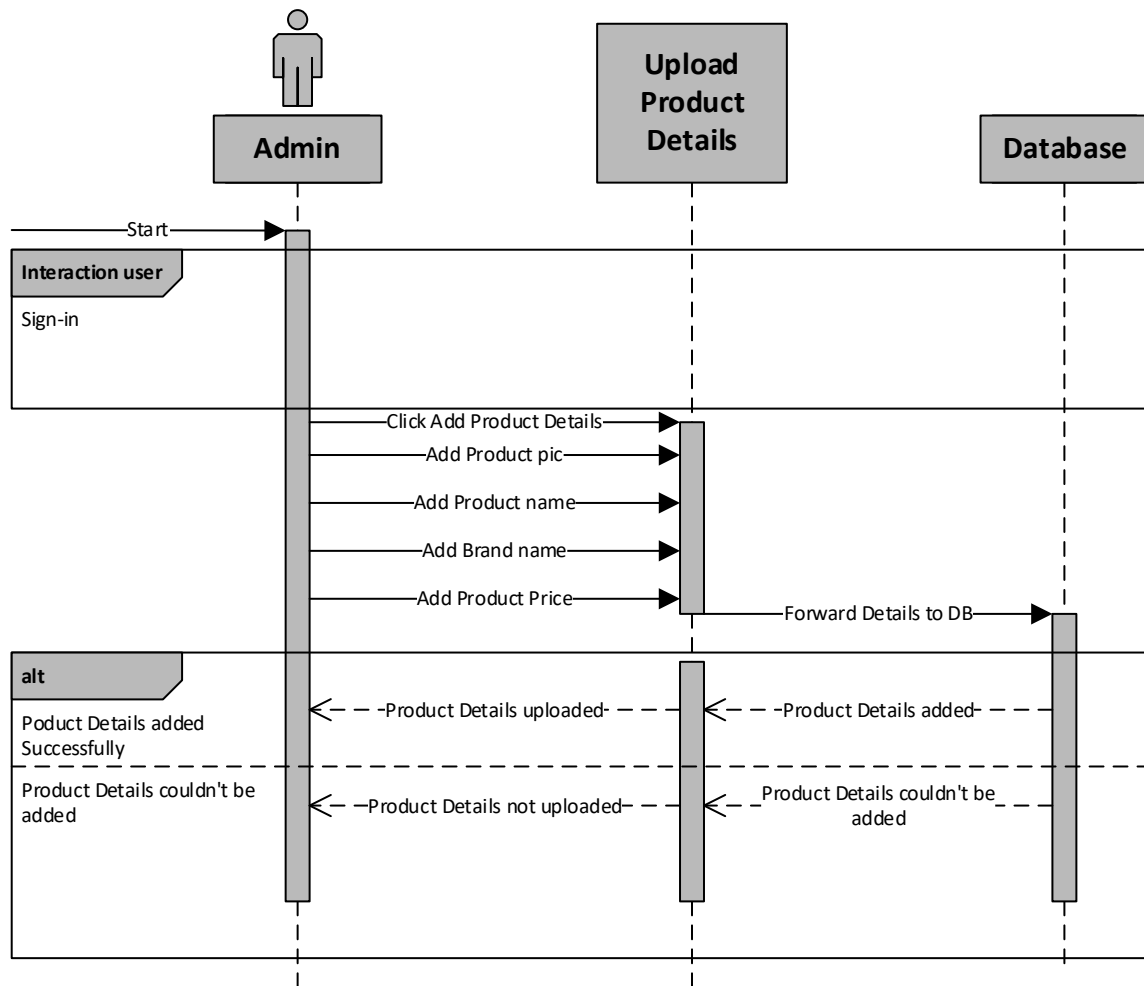 Admin
Upload
Product
Details
Database
Start
Interaction user
Sign-in
Click Add Product Details
Add Product pic
Add Product name
Add Brand name
Add Product Price
Forward Details to DB
alt
Poduct Details added
Successfully
Product Details uploaded
Product Details added
Product Details couldn't be
added
Product Details not uploaded
Product Details couldn't be
added